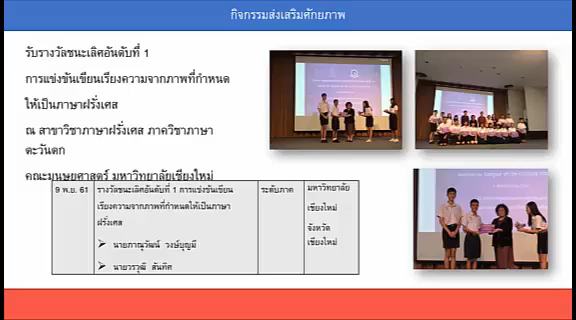 กิจกรรมส่งเสริมศักยภาพ
รับรางวัลชนะเลิศอันดับที่ 1
การแข่งขันเขียนเรียงความจากภาพที่กำหนด
ให้เป็นภาษาฝรั่งเศส
ณ สาขาวิชาภาษาฝรั่งเศส ภาควิชาภาษา
ตะวันตก
คณะมนุษยศาสตร์ มหาวิทยาลัยเชียงใหม่
9 พ.ย. 61
รางวัลชนะเลิศอันดับที่ 1 การแข่งขันเขียน
เรียงความจากภาพที่กำหนดให้เป็นภาษา
ฝรั่งเศส
➢ นายภาณุวัฒน์ วงษ์บุญมี
➢ นายวรวุฒิ สันทิศ
ระดับภาค
มหาวิทยาลัย
เชียงใหม่
จังหวัด
เชียงใหม่